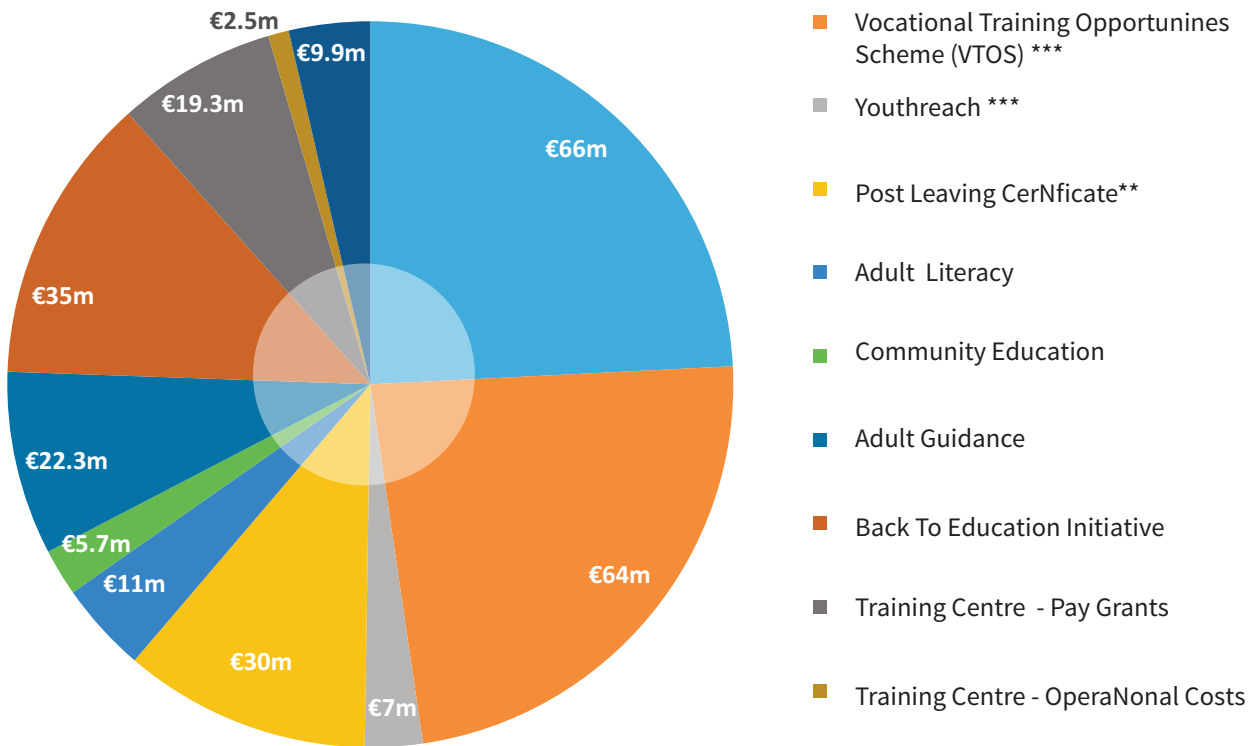 €2.5m
€9.9m
€19.3m
€66m
€35m
€22.3m
€5.7m
€11m
€30m
€7m
€64m
Vocational Training Opportunines
Scheme (VTOS) ***
Youthreach ***
Post Leaving CerNficate**
Adult Literacy
Community Education
Adult Guidance
Back To Education Initiative
Training Centre - Pay Grants
Training Centre - OperaNonal Costs